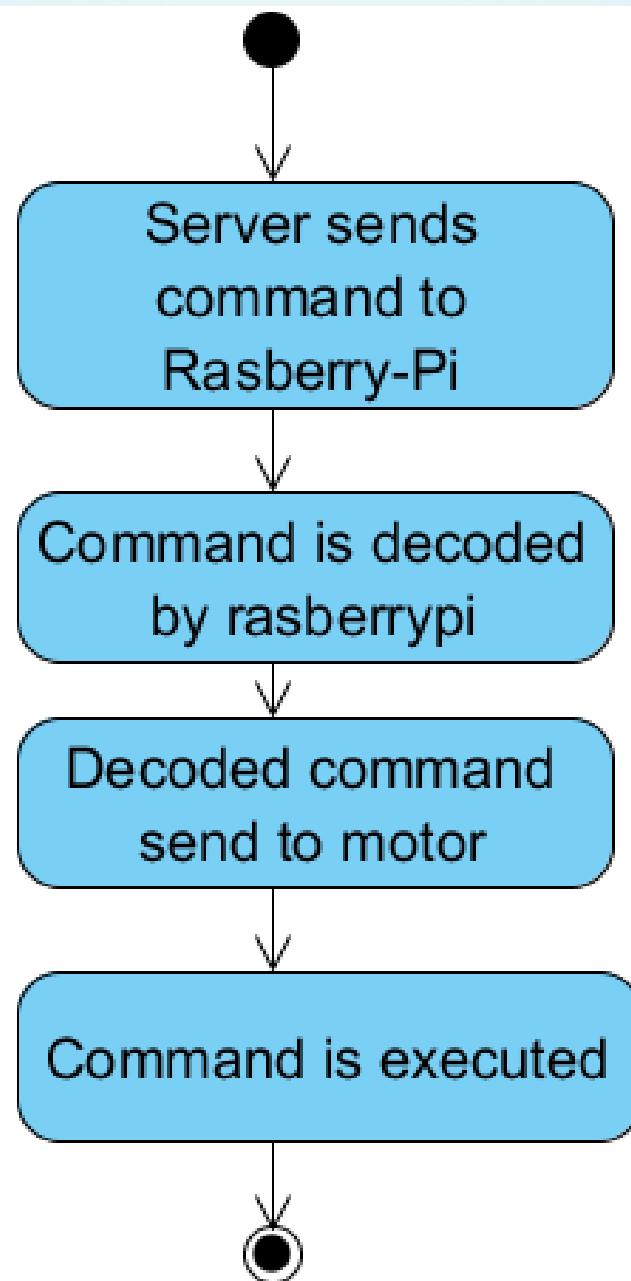 Server sends
command to
Rasberry-Pi
Command is decoded
by rasberrypi
Decoded command
send to motor
Command is executed